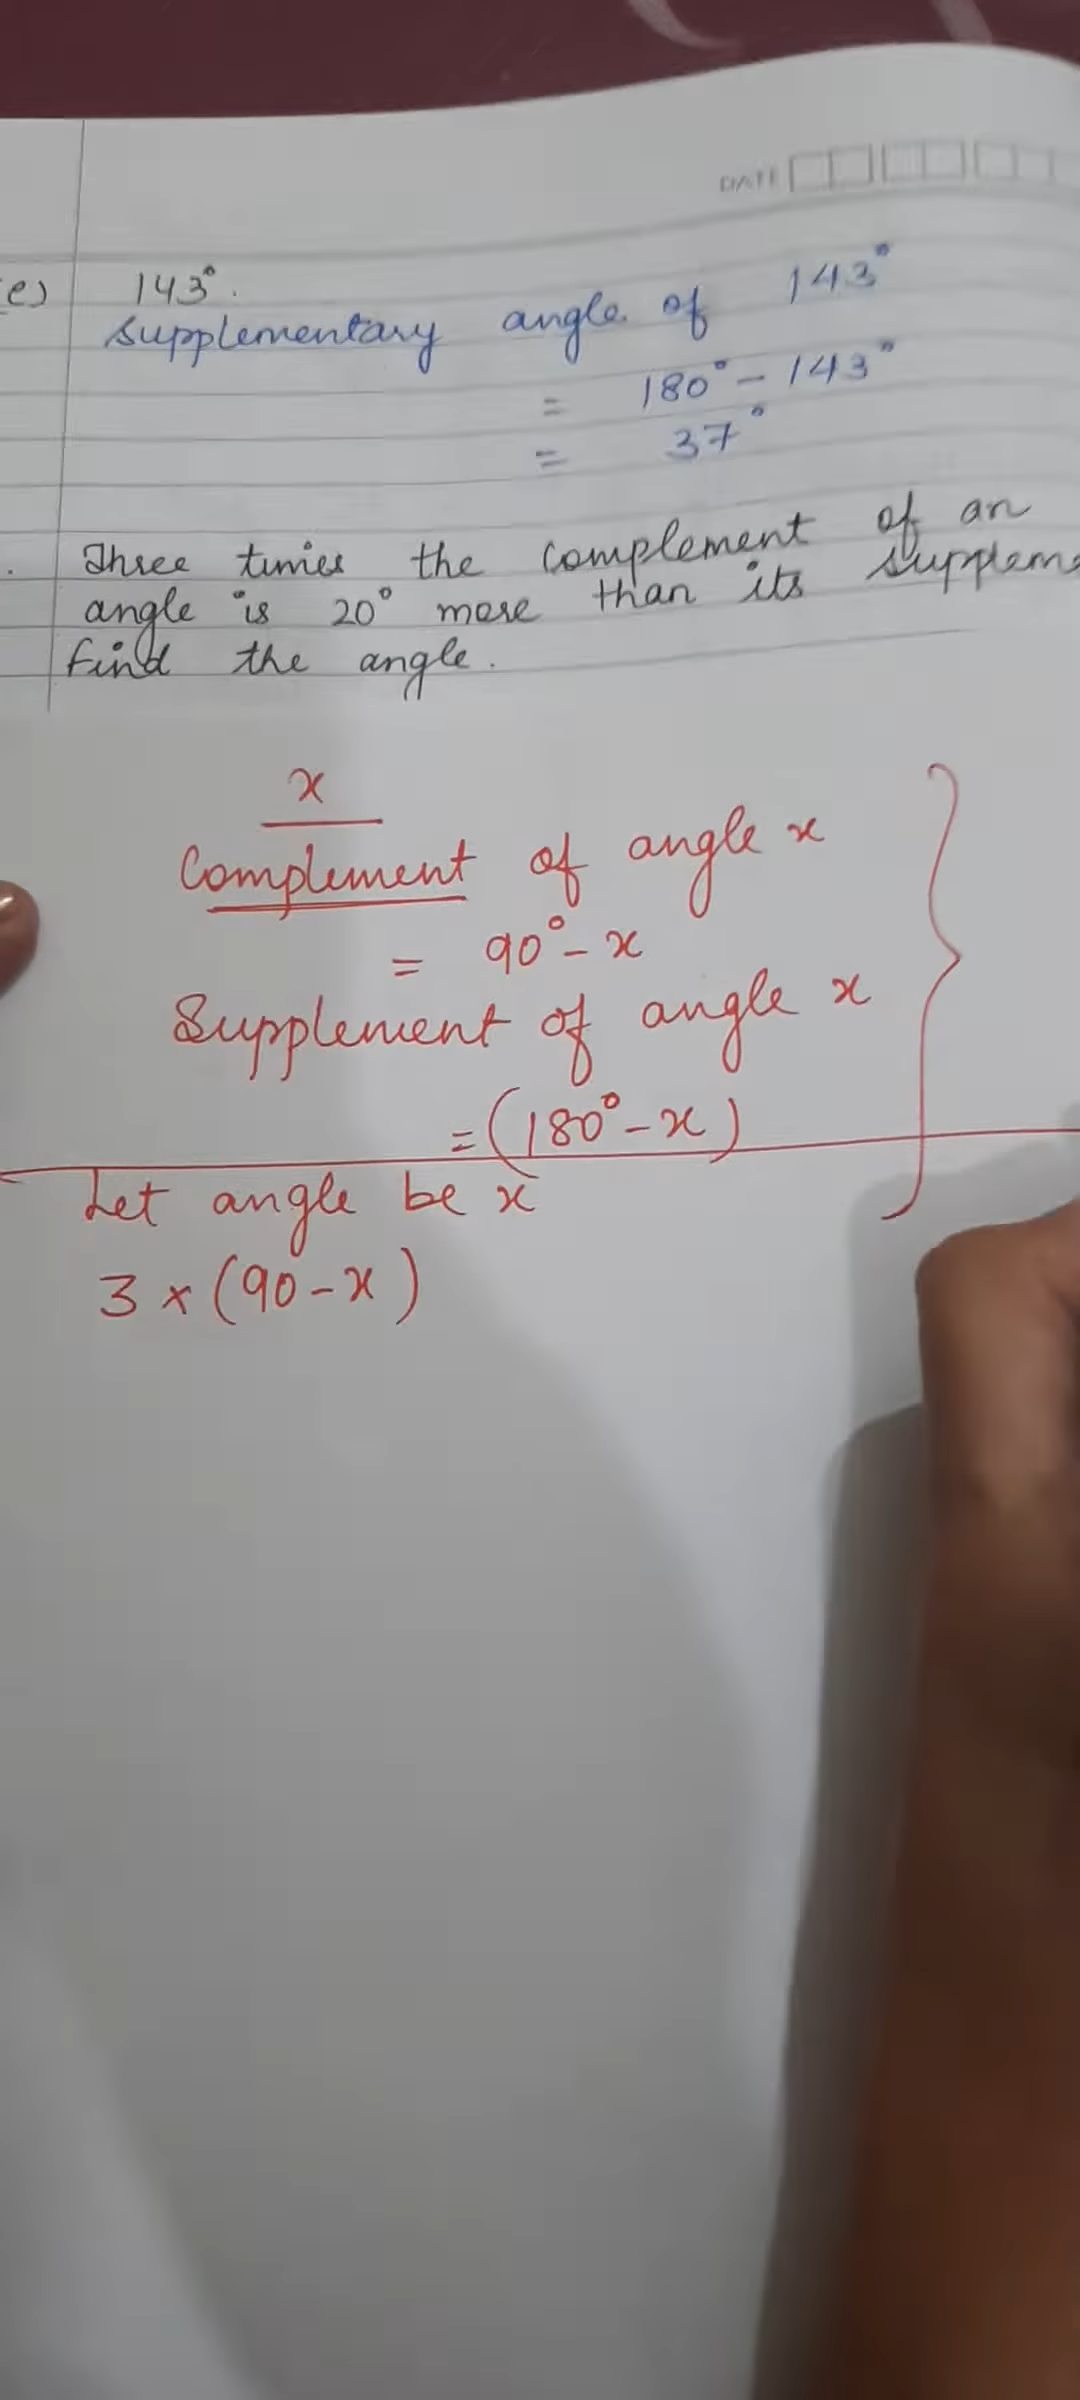 DATE
(e) 143°.
Supplementary angle of 143°
= 180° - 143°
= 37°
. Three times the complement of an
angle is 20° more than its supplem
find the angle.
x
Complement of angle x
= 90° - x
Supplement of angle x
= (180° - x)
Let angle be x
3 × (90 - x)